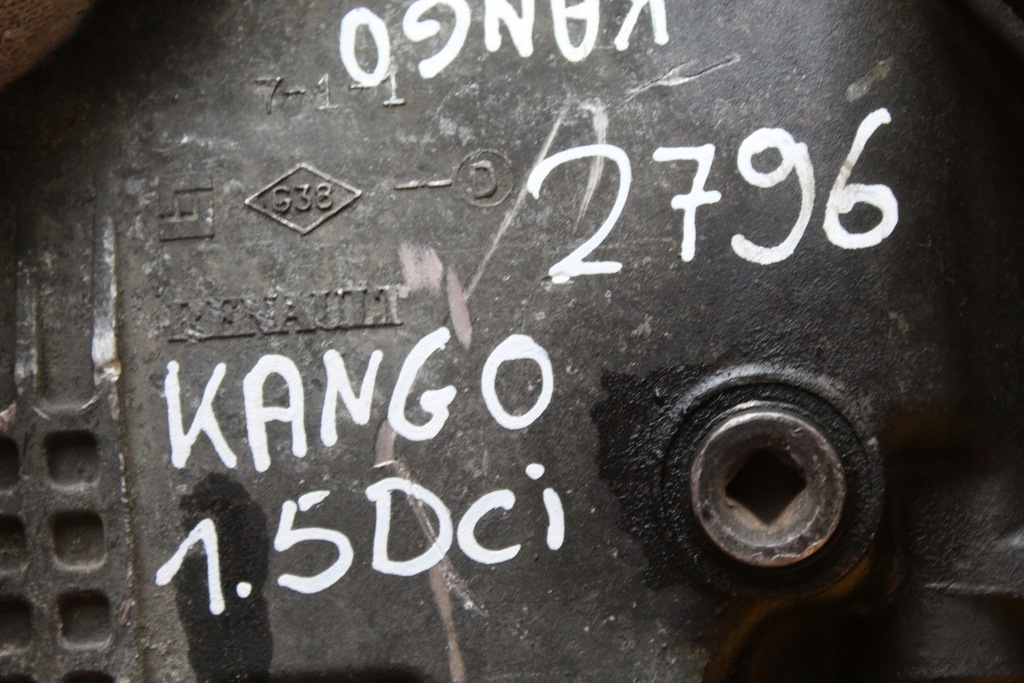 KANGO
7-1-1
G38
D
2796
RENAULT
KANGO
1.5Dci